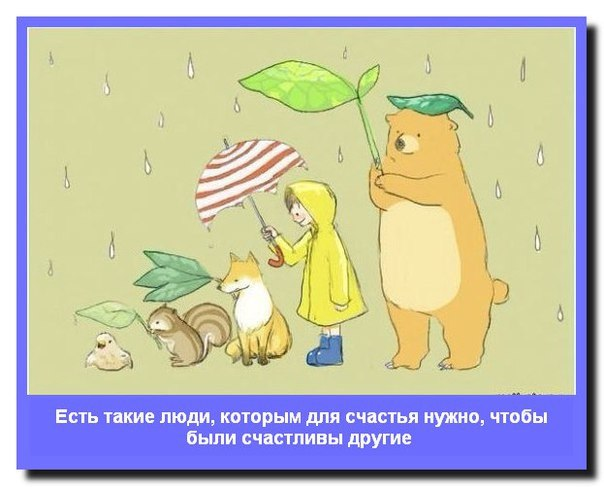 Есть такие люди, которым для счастья нужно, чтобы
были счастливы другие